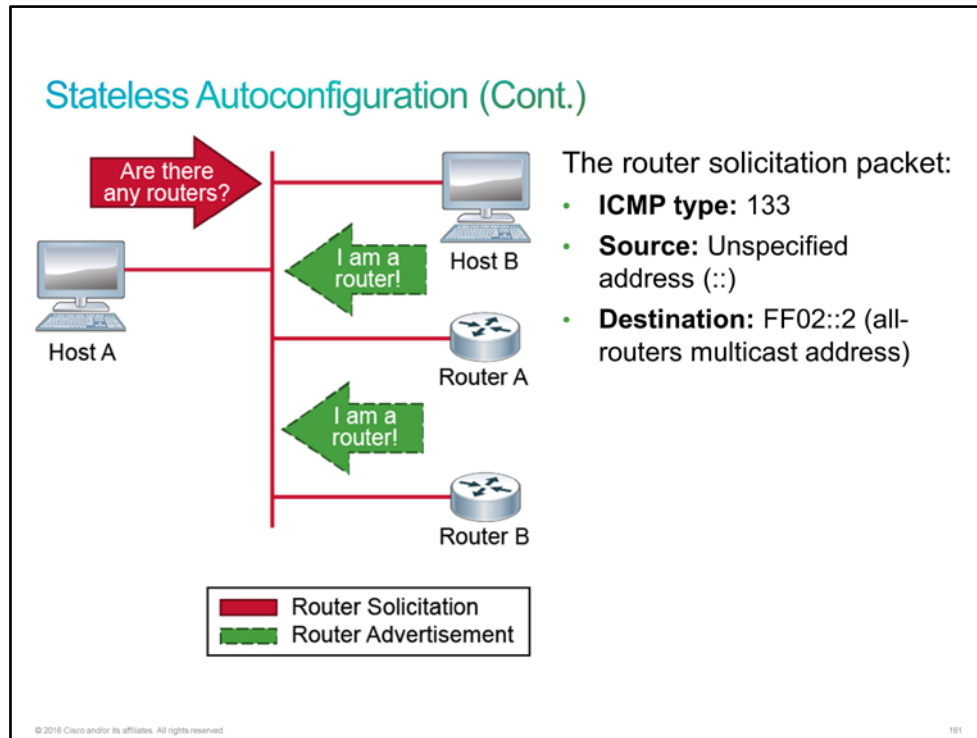 Stateless Autoconfiguration (Cont.)
Are there
any routers?
Host B
I am a
router!
Host A
Router A
I am a
router!
Router B
Router Solicitation
Router Advertisement
The router solicitation packet:
• ICMP type: 133
• Source: Unspecified
address (::)
• Destination: FF02::2 (all-
routers multicast address)
© 2016 Cisco and/or its affiliates. All rights reserved.
161